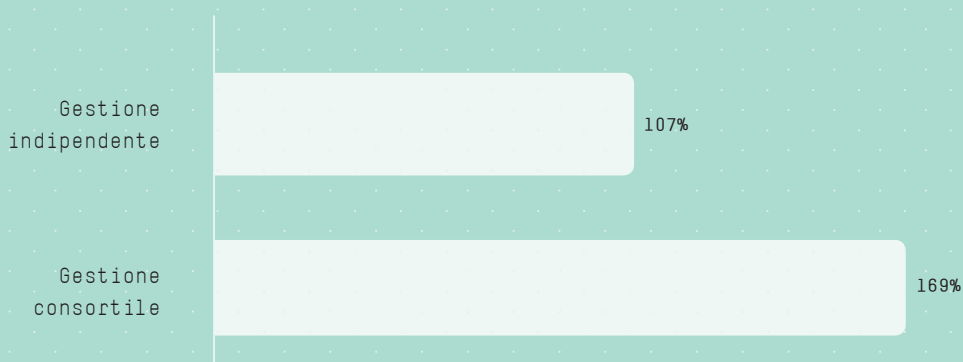 Gestione
indipendente
107%
Gestione
consortile
169%